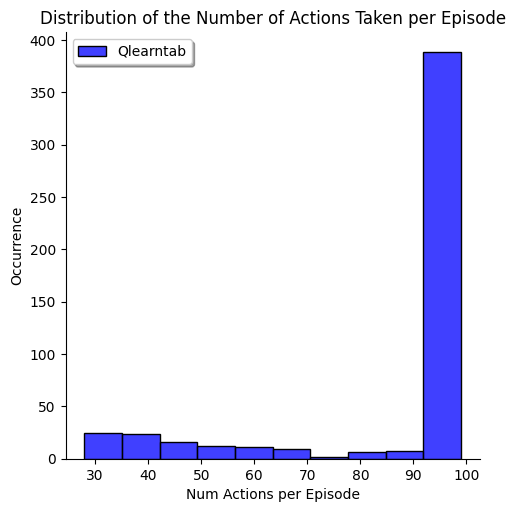 Distribution of the Number of Actions Taken per Episode
Qlearntab
400
350
300
250
200
150
100
50
0
Occurrence
30 40 50 60 70 80 90 100
Num Actions per Episode